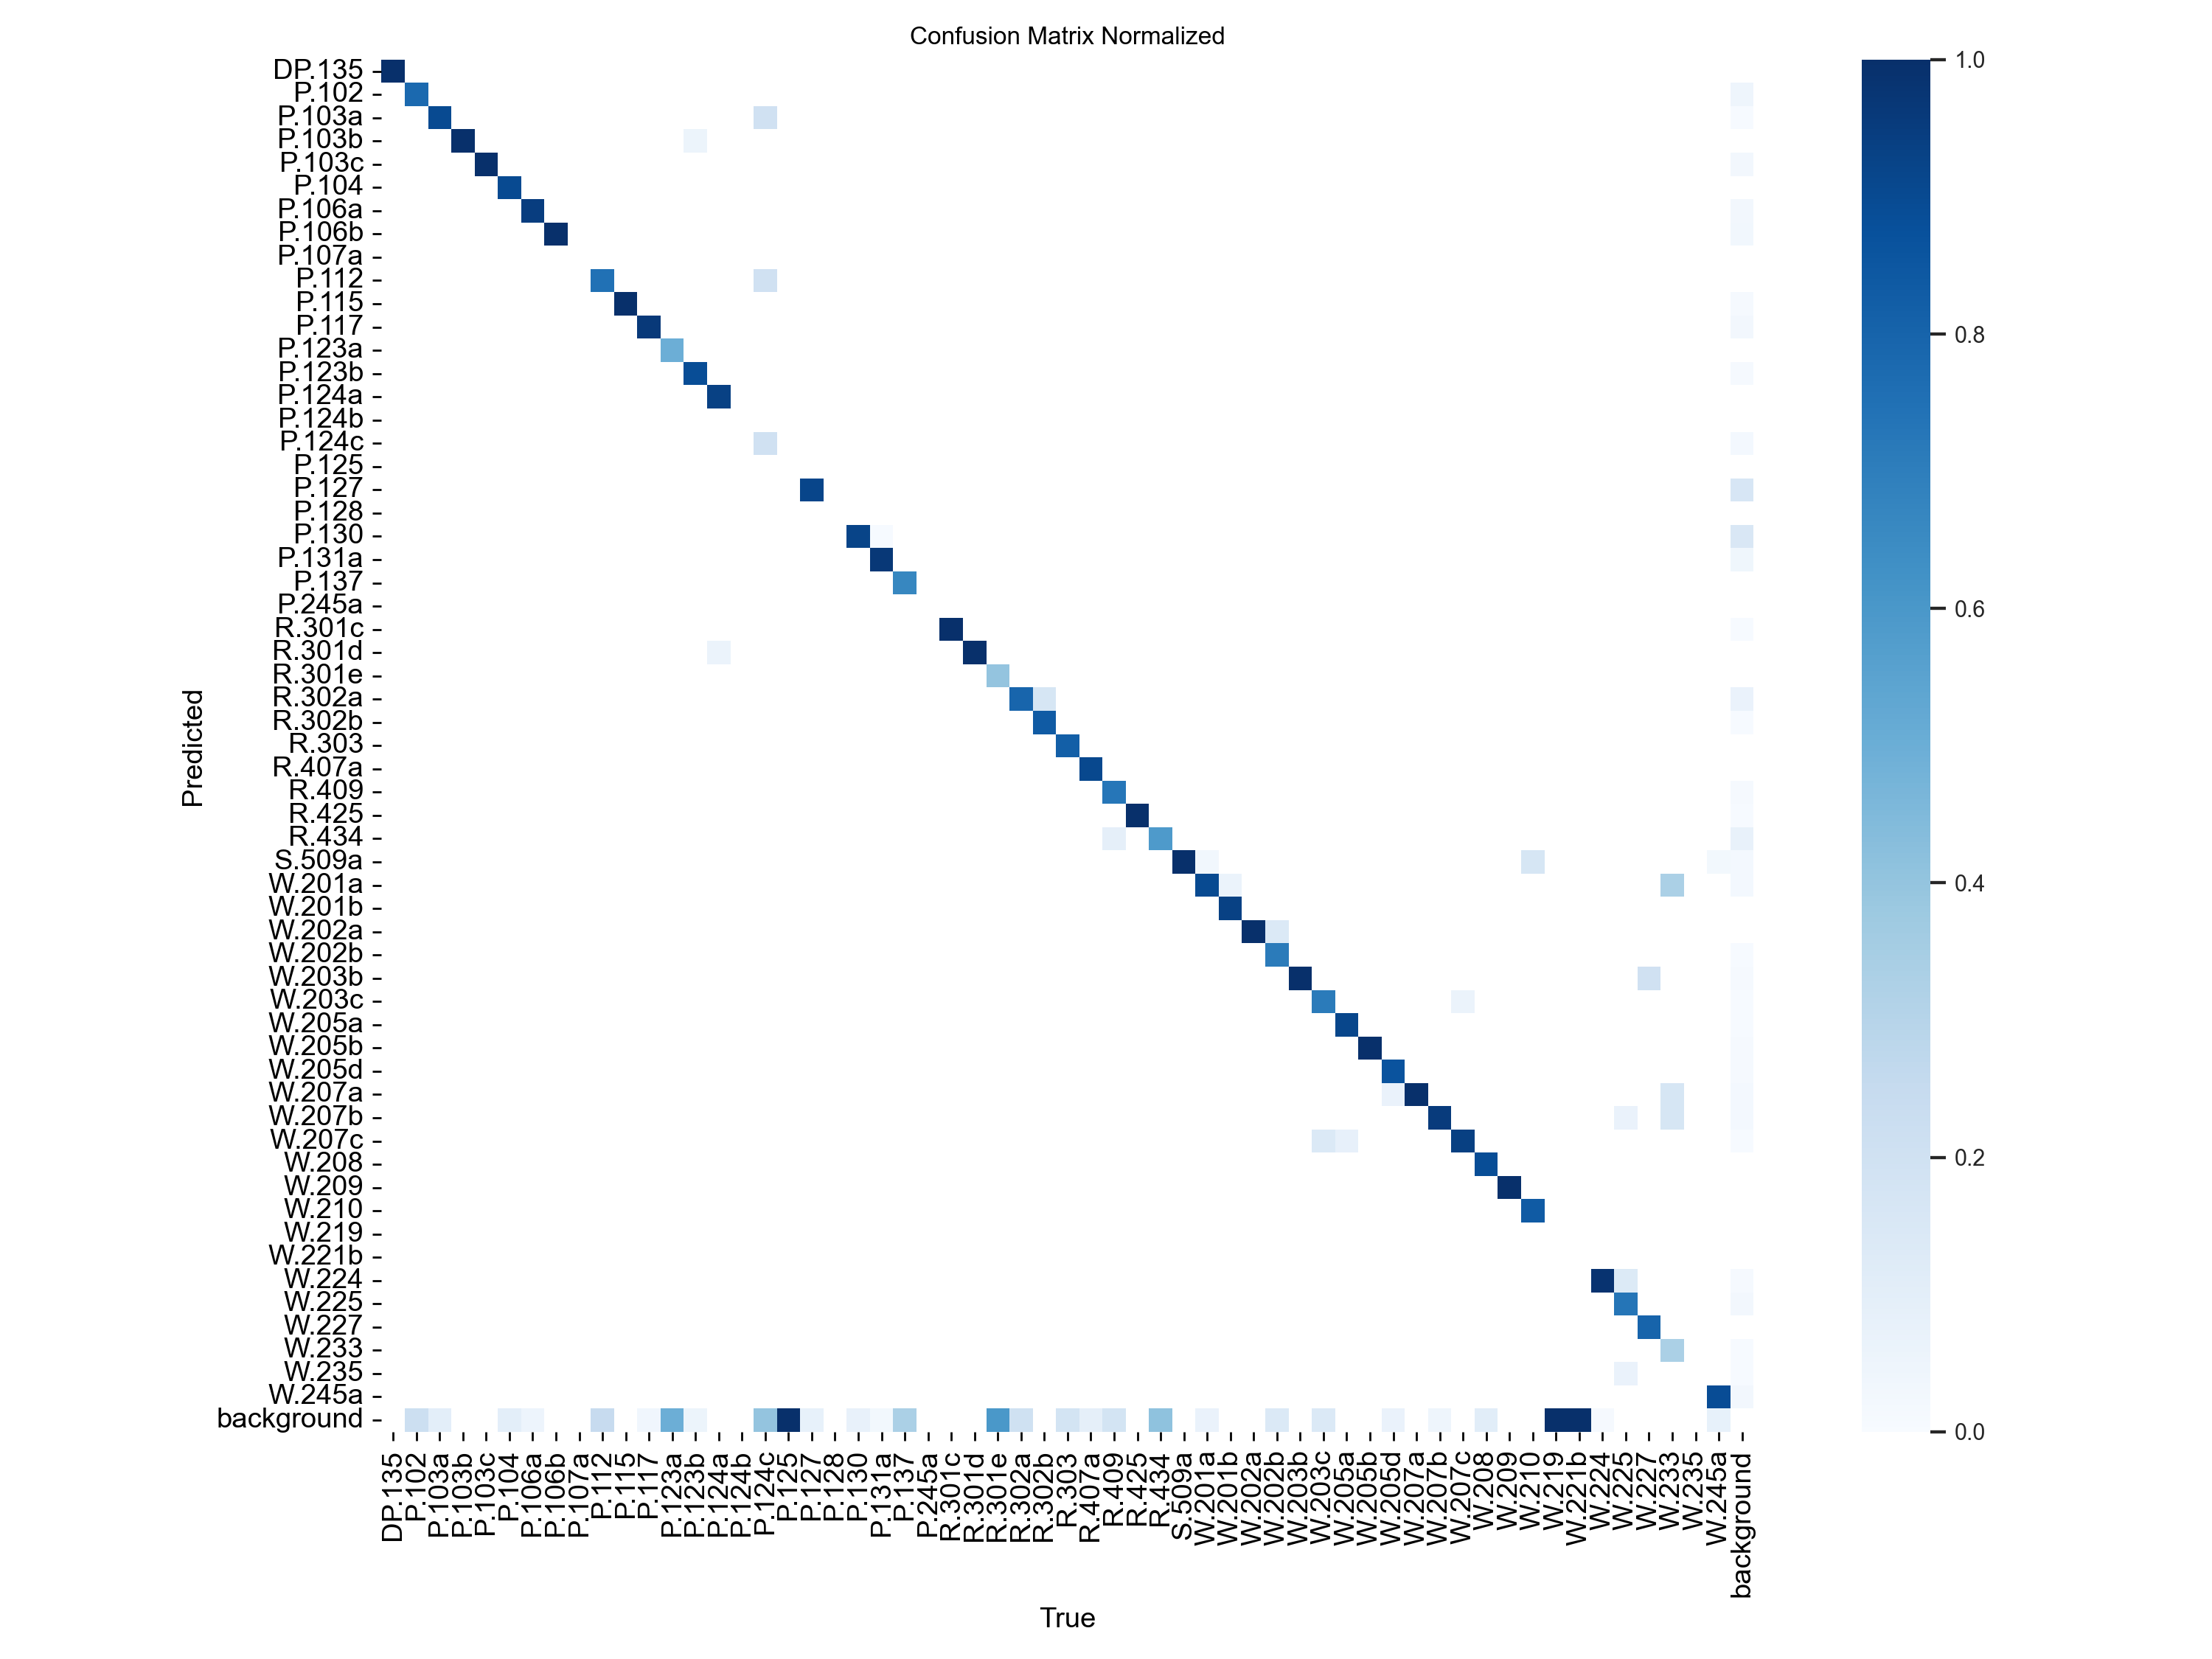 Confusion Matrix Normalized
DP.135
P.102
P.103a
P.103b
P.103c
P.104
P.106a
P.106b
P.107a
P.112
P.115
P.117
P.123a
P.123b
P.124a
P.124b
P.124c
P.125
P.127
P.128
P.130
P.131a
P.137
P.245a
R.301c
R.301d
R.301e
R.302a
R.302b
R.303
R.407a
R.409
R.425
R.434
S.509a
W.201a
W.201b
W.202a
W.202b
W.203b
W.203c
W.205a
W.205b
W.205d
W.207a
W.207b
W.207c
W.208
W.209
W.210
W.219
W.221b
W.224
W.225
W.227
W.233
W.235
W.245a
background
Predicted
DP.135
P.102
P.103a
P.103b
P.103c
P.104
P.106a
P.106b
P.107a
P.112
P.115
P.117
P.123a
P.123b
P.124a
P.124b
P.124c
P.125
P.127
P.128
P.130
P.131a
P.137
P.245a
R.301c
R.301d
R.301e
R.302a
R.302b
R.303
R.407a
R.409
R.425
R.434
S.509a
W.201a
W.201b
W.202a
W.202b
W.203b
W.203c
W.205a
W.205b
W.205d
W.207a
W.207b
W.207c
W.208
W.209
W.210
W.219
W.221b
W.224
W.225
W.227
W.233
W.235
W.245a
background
True
1.0
0.8
0.6
0.4
0.2
0.0